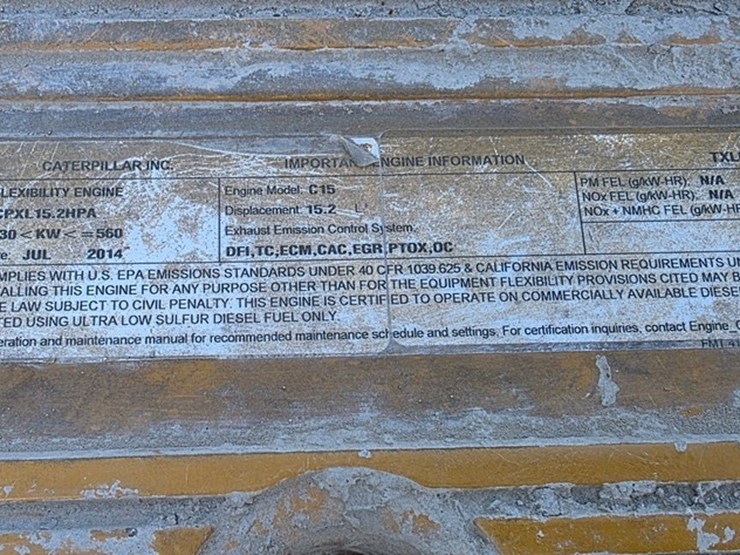 CATERPILLAR INC. IMPORTANT ENGINE INFORMATION TXL
LEXIBILITY ENGINE
CPXL15.2HPA
30 < KW < = 560
e: JUL 2014
Engine Model: C15
Displacement: 15.2 L
Exhaust Emission Control System:
DFI,TC,ECM,CAC,EGR,PTOX,OC
PM FEL (g/kW-HR): N/A
NOx FEL (g/kW-HR): N/A
NOx + NMHC FEL (g/kW-HF
MPLIES WITH U.S. EPA EMISSIONS STANDARDS UNDER 40 CFR 1039.625 & CALIFORNIA EMISSION REQUIREMENTS UN
ALLING THIS ENGINE FOR ANY PURPOSE OTHER THAN FOR THE EQUIPMENT FLEXIBILITY PROVISIONS CITED MAY B
E LAW SUBJECT TO CIVIL PENALTY. THIS ENGINE IS CERTIFIED TO OPERATE ON COMMERCIALLY AVAILABLE DIESE
TED USING ULTRA LOW SULFUR DIESEL FUEL ONLY.
eration and maintenance manual for recommended maintenance schedule and settings. For certification inquiries, contact Engine_C